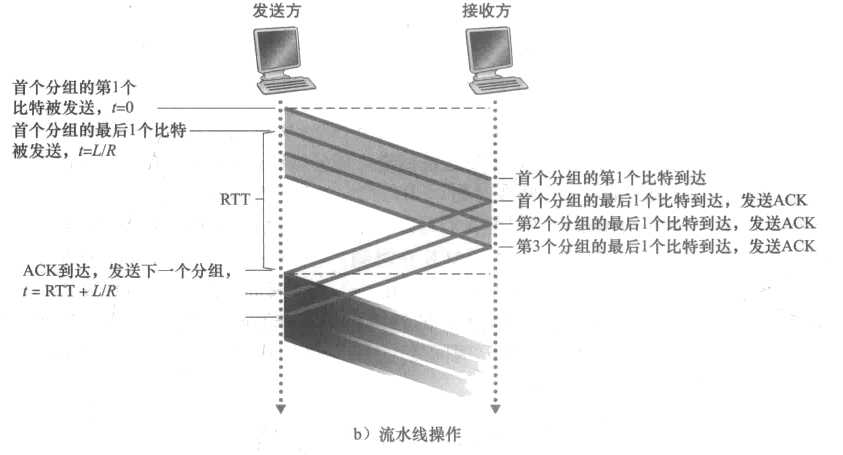 发送方
接收方
首个分组的第1个
比特被发送，t=0
首个分组的最后1个比特
被发送，t=L/R
RTT
ACK到达，发送下一个分组，
t = RTT + L/R
首个分组的第1个比特到达
首个分组的最后1个比特到达，发送ACK
第2个分组的最后1个比特到达，发送ACK
第3个分组的最后1个比特到达，发送ACK
b）流水线操作